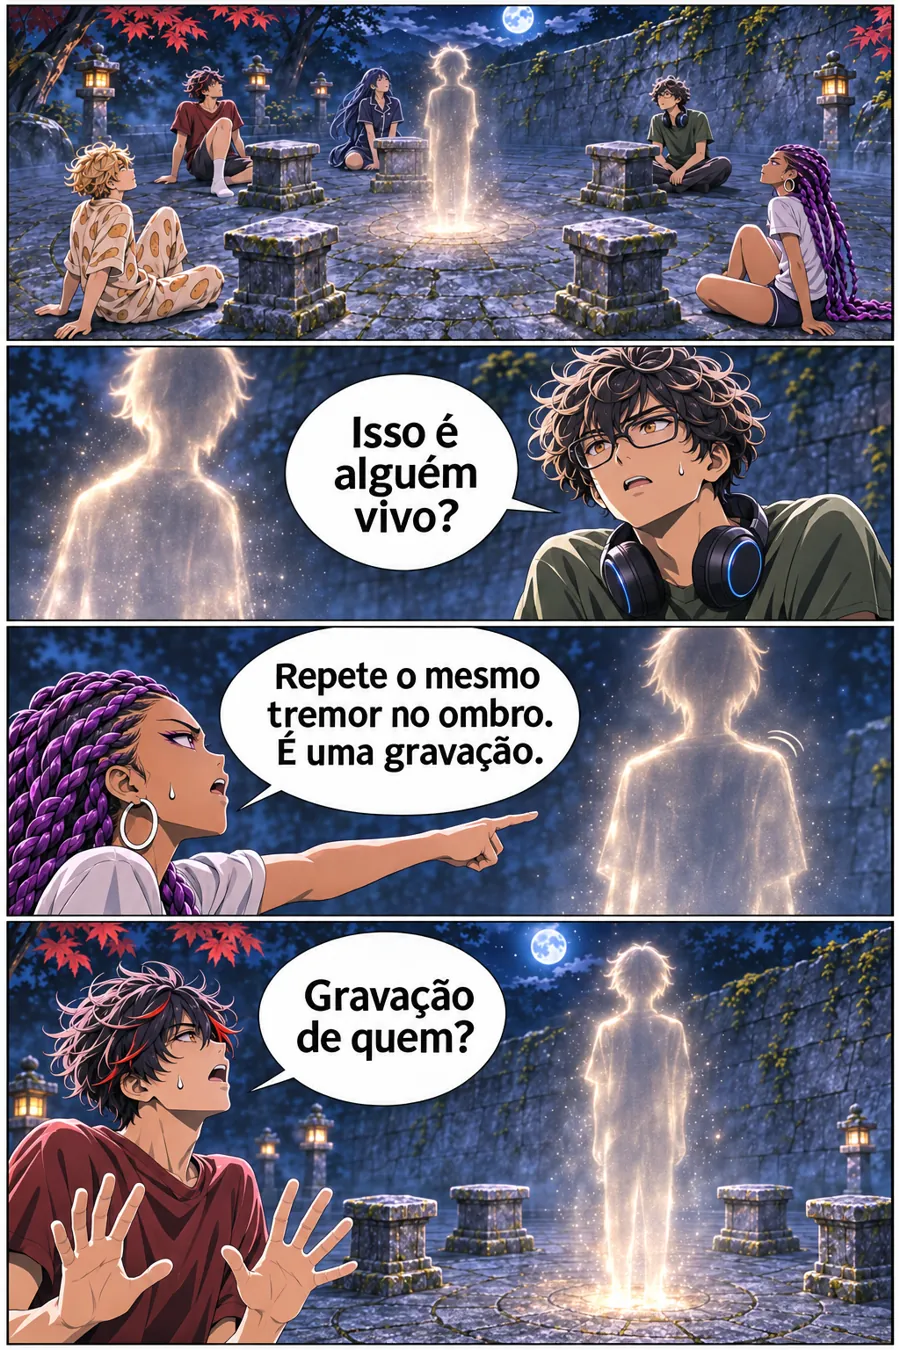 Isso é
alguém
vivo?
Repete o mesmo
tremor no ombro.
É uma gravação.
Gravação
de quem?